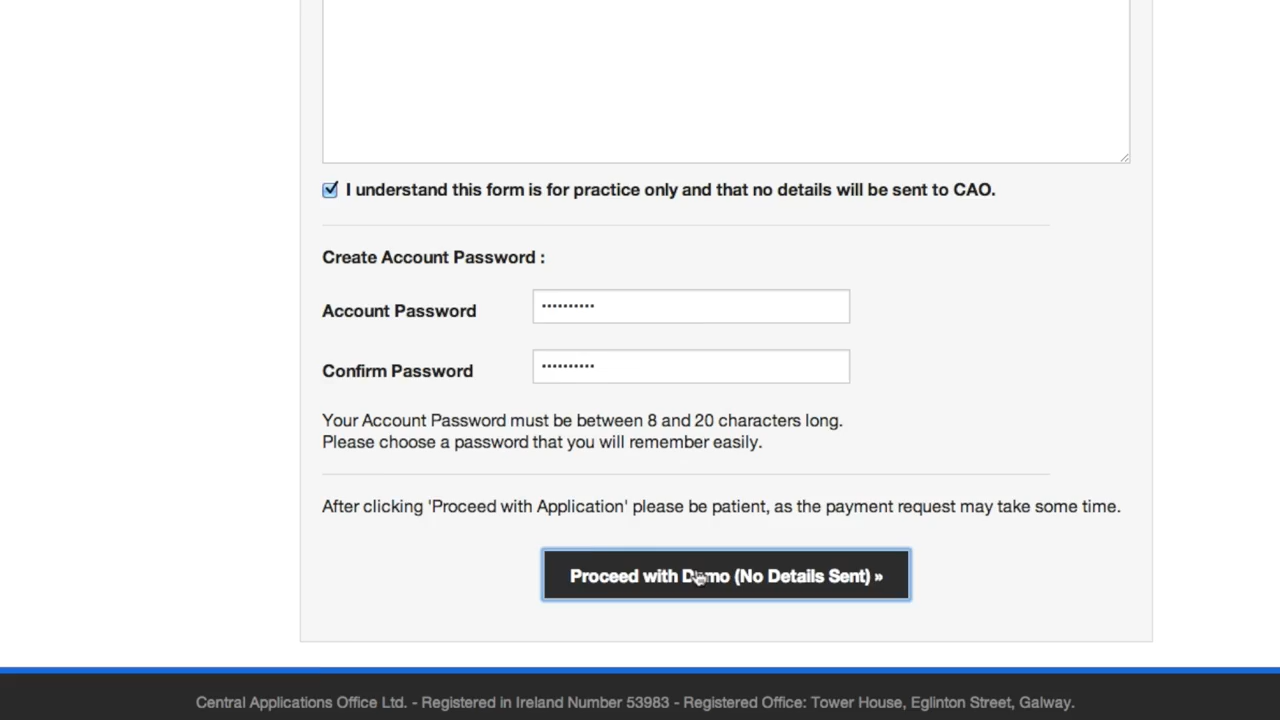 I understand this form is for practice only and that no details will be sent to CAO.
Create Account Password :
Account Password
••••••••••
Confirm Password
••••••••••
Your Account Password must be between 8 and 20 characters long.
Please choose a password that you will remember easily.
After clicking 'Proceed with Application' please be patient, as the payment request may take some time.
Proceed with Demo (No Details Sent) »
Central Applications Office Ltd. - Registered in Ireland Number 53983 - Registered Office: Tower House, Eglinton Street, Galway.